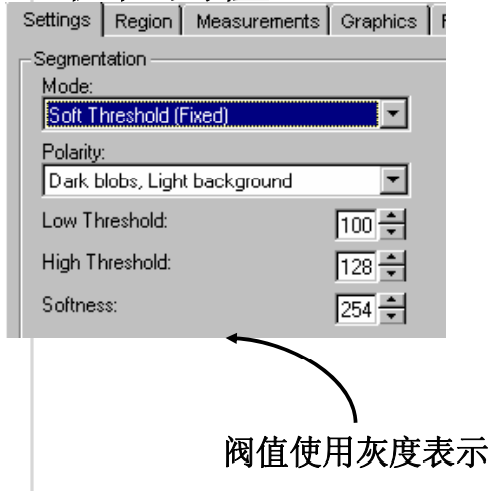 Settings Region Measurements Graphics
Segmentation
Mode:
Soft Threshold (Fixed)
Polarity:
Dark blobs, Light background
Low Threshold: 100
High Threshold: 128
Softness: 254
阀值使用灰度表示